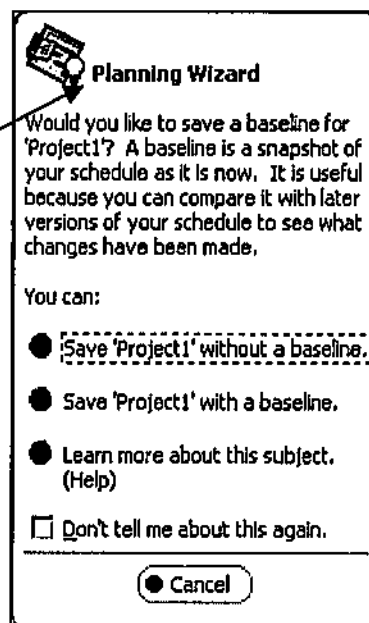 Planning Wizard
Would you like to save a baseline for
'Project1'? A baseline is a snapshot of
your schedule as it is now. It is useful
because you can compare it with later
versions of your schedule to see what
changes have been made.
You can:
Save 'Project1' without a baseline.
Save 'Project1' with a baseline.
Learn more about this subject.
(Help)
Don't tell me about this again.
Cancel